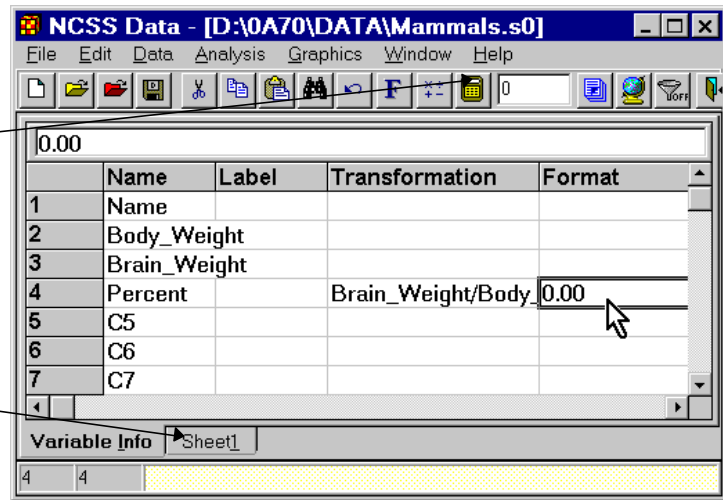 NCSS Data - [D:\0A70\DATA\Mammals.s0]
File Edit Data Analysis Graphics Window Help
F 0 OFF
0.00
Name Label Transformation Format
1 Name
2 Body_Weight
3 Brain_Weight
4 Percent Brain_Weight/Body_ 0.00
5 C5
6 C6
7 C7
Variable Info Sheet1
4 4